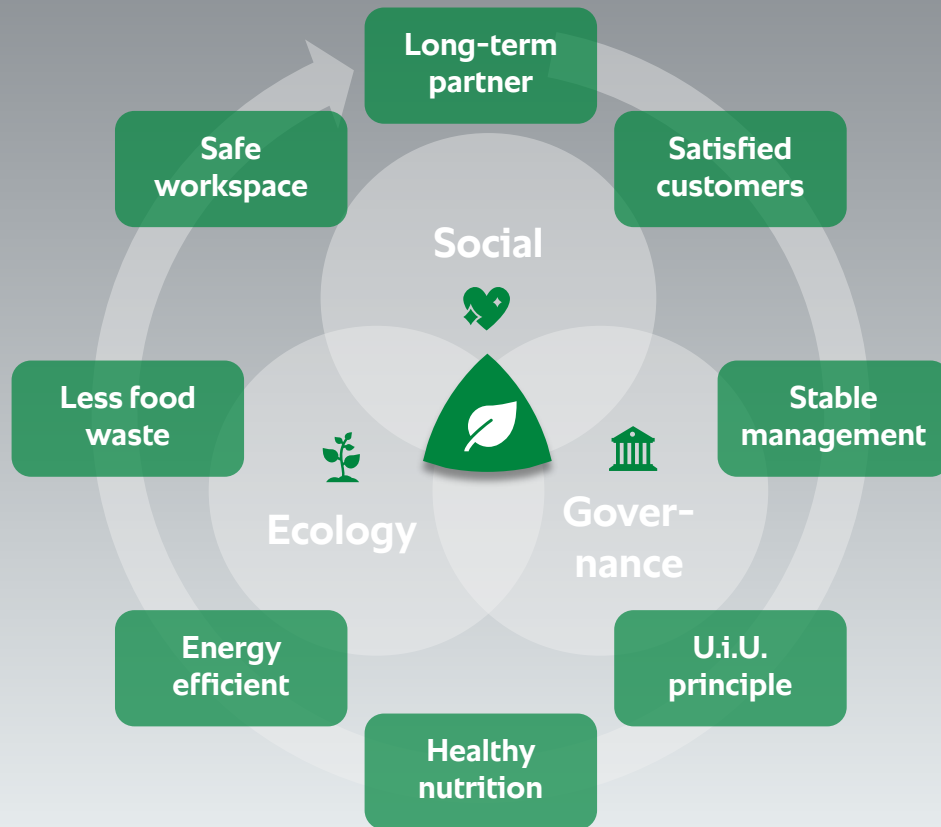 Long-term
partner
Safe
workspace
Satisfied
customers
Social
Less food
waste
Stable
management
Ecology
Gover-
nance
Energy
efficient
U.i.U.
principle
Healthy
nutrition